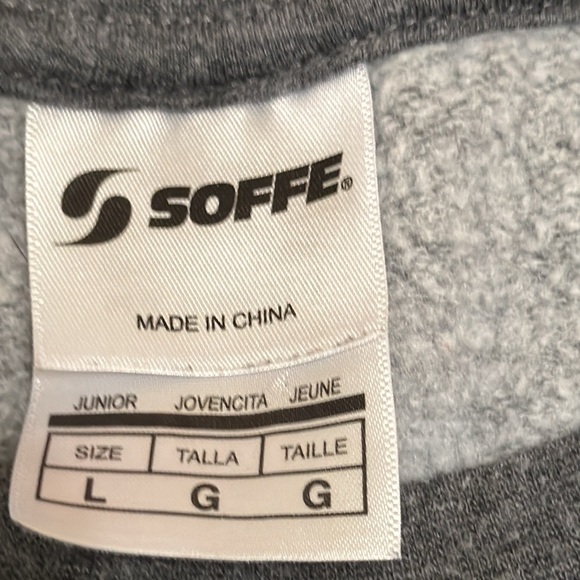 SOFFE®
MADE IN CHINA
JUNIOR JOVENCITA JEUNE
SIZE TALLA TAILLE
L G G